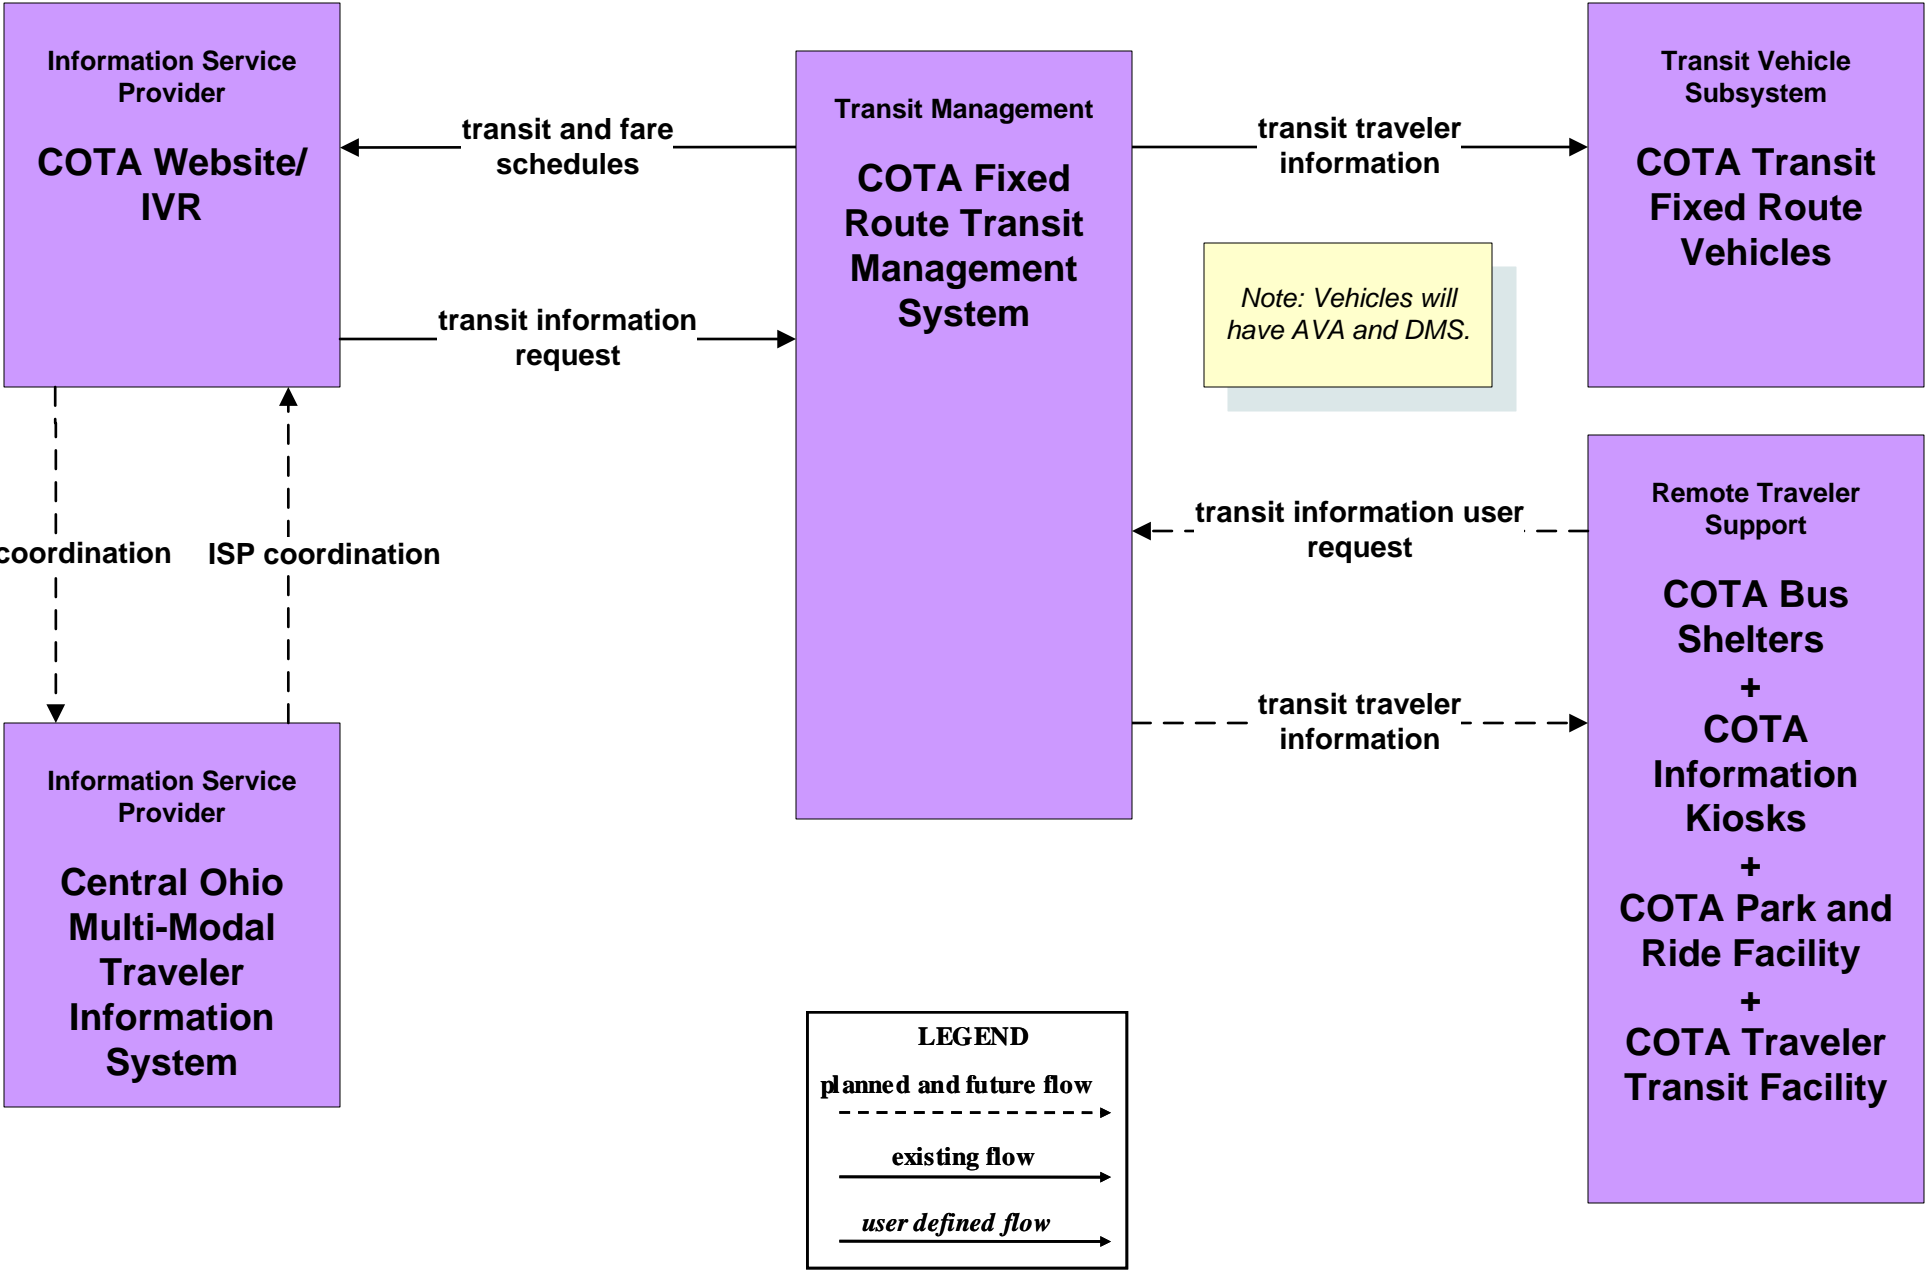 Information Service
Provider
COTA Website/
IVR
transit and fare
schedules
transit information
request
Transit Management
COTA Fixed
Route Transit
Management
System
transit traveler
information
Note: Vehicles will
have AVA and DMS.
Transit Vehicle
Subsystem
COTA Transit
Fixed Route
Vehicles
coordination
ISP coordination
transit information user
request
transit traveler
information
Remote Traveler
Support
COTA Bus
Shelters
+
COTA
Information
Kiosks
+
COTA Park and
Ride Facility
+
COTA Traveler
Transit Facility
Information Service
Provider
Central Ohio
Multi-Modal
Traveler
Information
System
LEGEND
planned and future flow
existing flow
user defined flow